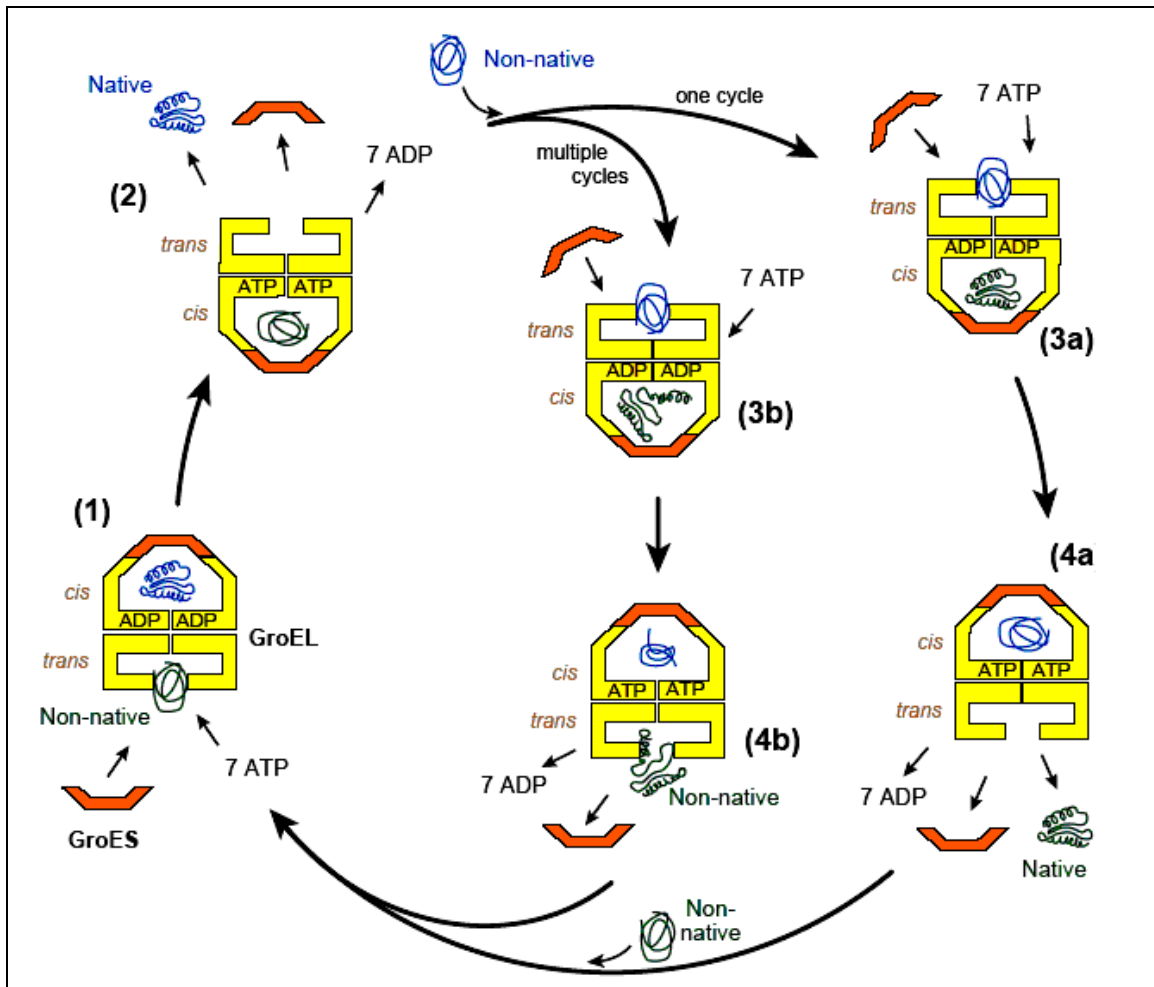 Native
Non-native
one cycle
7 ATP
7 ADP
multiple
cycles
(2)
trans
trans
ATP ATP
7 ATP
ADP ADP
cis
trans
cis
(3a)
ADP ADP
cis
(3b)
(1)
(4a
cis
cis
cis
ADP ADP
GroEL
ATP ATP
ATP ATP
trans
trans
trans
(4b)
Non-native
7 ADP
Non-native
7 ATP
7 ADP
GroES
Native
Non-
native